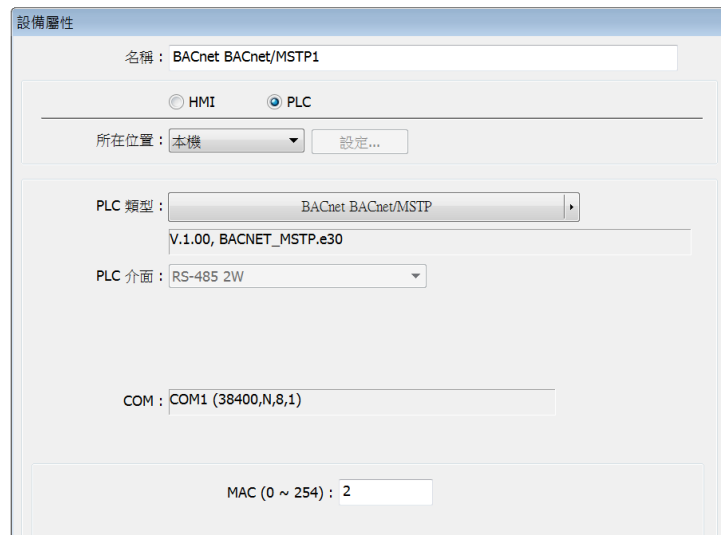 設備屬性
名稱 : BACnet BACnet/MSTP1
HMI PLC
所在位置 : 本機 設定...
PLC 類型 : BACnet BACnet/MSTP
V.1.00, BACNET_MSTP.e30
PLC 介面 : RS-485 2W
COM : COM1 (38400,N,8,1)
MAC (0 ~ 254) : 2